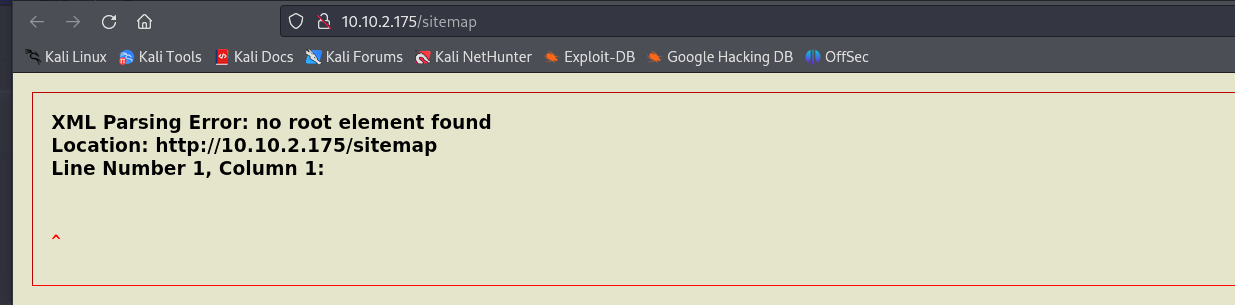 10.10.2.175/sitemap
Kali Linux Kali Tools Kali Docs Kali Forums Kali NetHunter Exploit-DB Google Hacking DB OffSec
XML Parsing Error: no root element found
Location: http://10.10.2.175/sitemap
Line Number 1, Column 1:
^